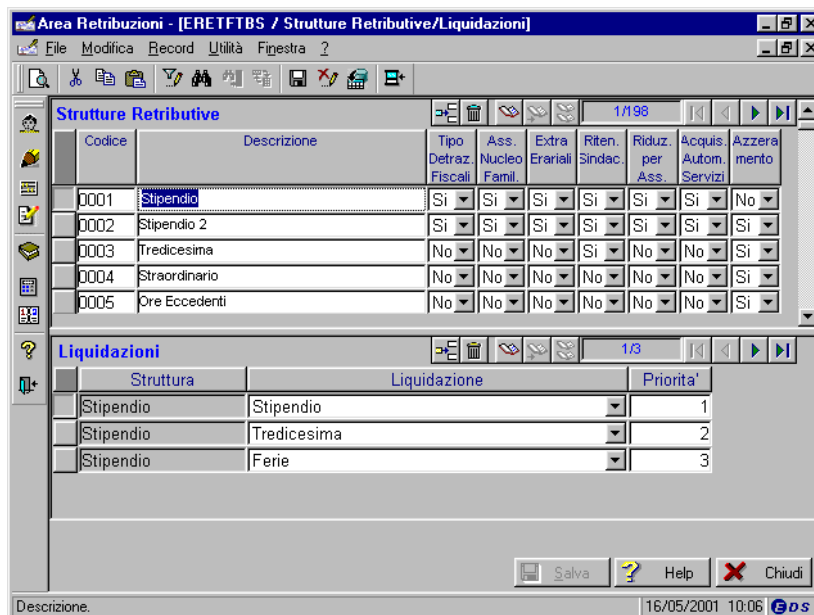 Area Retribuzioni - [ERETFTBS / Strutture Retributive/Liquidazioni]
File Modifica Record Utilità Finestra ?
Strutture Retributive 1/198
Codice Descrizione Tipo Detraz. Fiscali Ass. Nucleo Famil. Extra Erariali Riten. Sindac. Riduz. per Ass. Acquis. Autom. Servizi Azzera mento
0001 Stipendio Si Si Si Si Si Si No
0002 Stipendio 2 Si Si Si Si Si Si Si
0003 Tredicesima No No No Si No No Si
0004 Straordinario No No No No No No Si
0005 Ore Eccedenti No No No No No No Si
Liquidazioni 1/3
Struttura Liquidazione Priorita'
Stipendio Stipendio 1
Stipendio Tredicesima 2
Stipendio Ferie 3
Salva Help Chiudi
Descrizione. 16/05/2001 10:06 EDS